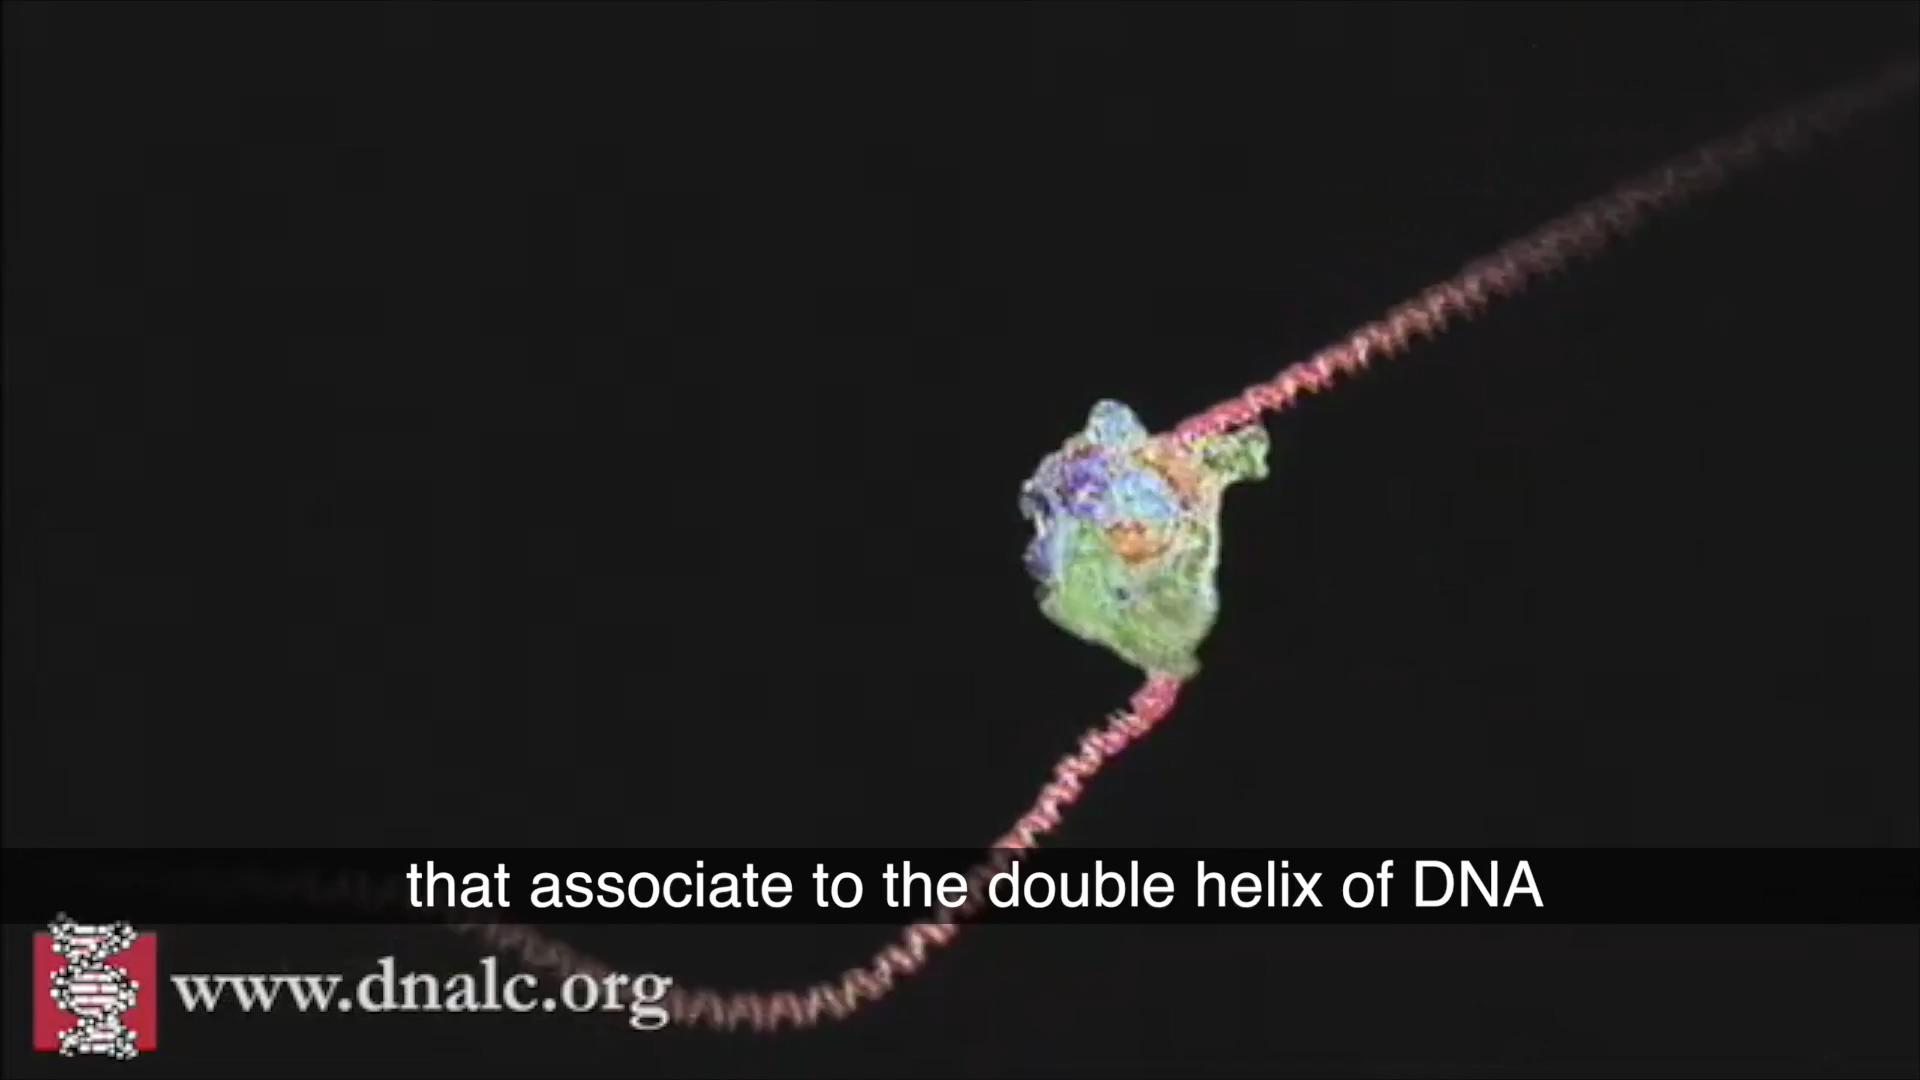 that associate to the double helix of DNA
www.dnalc.org